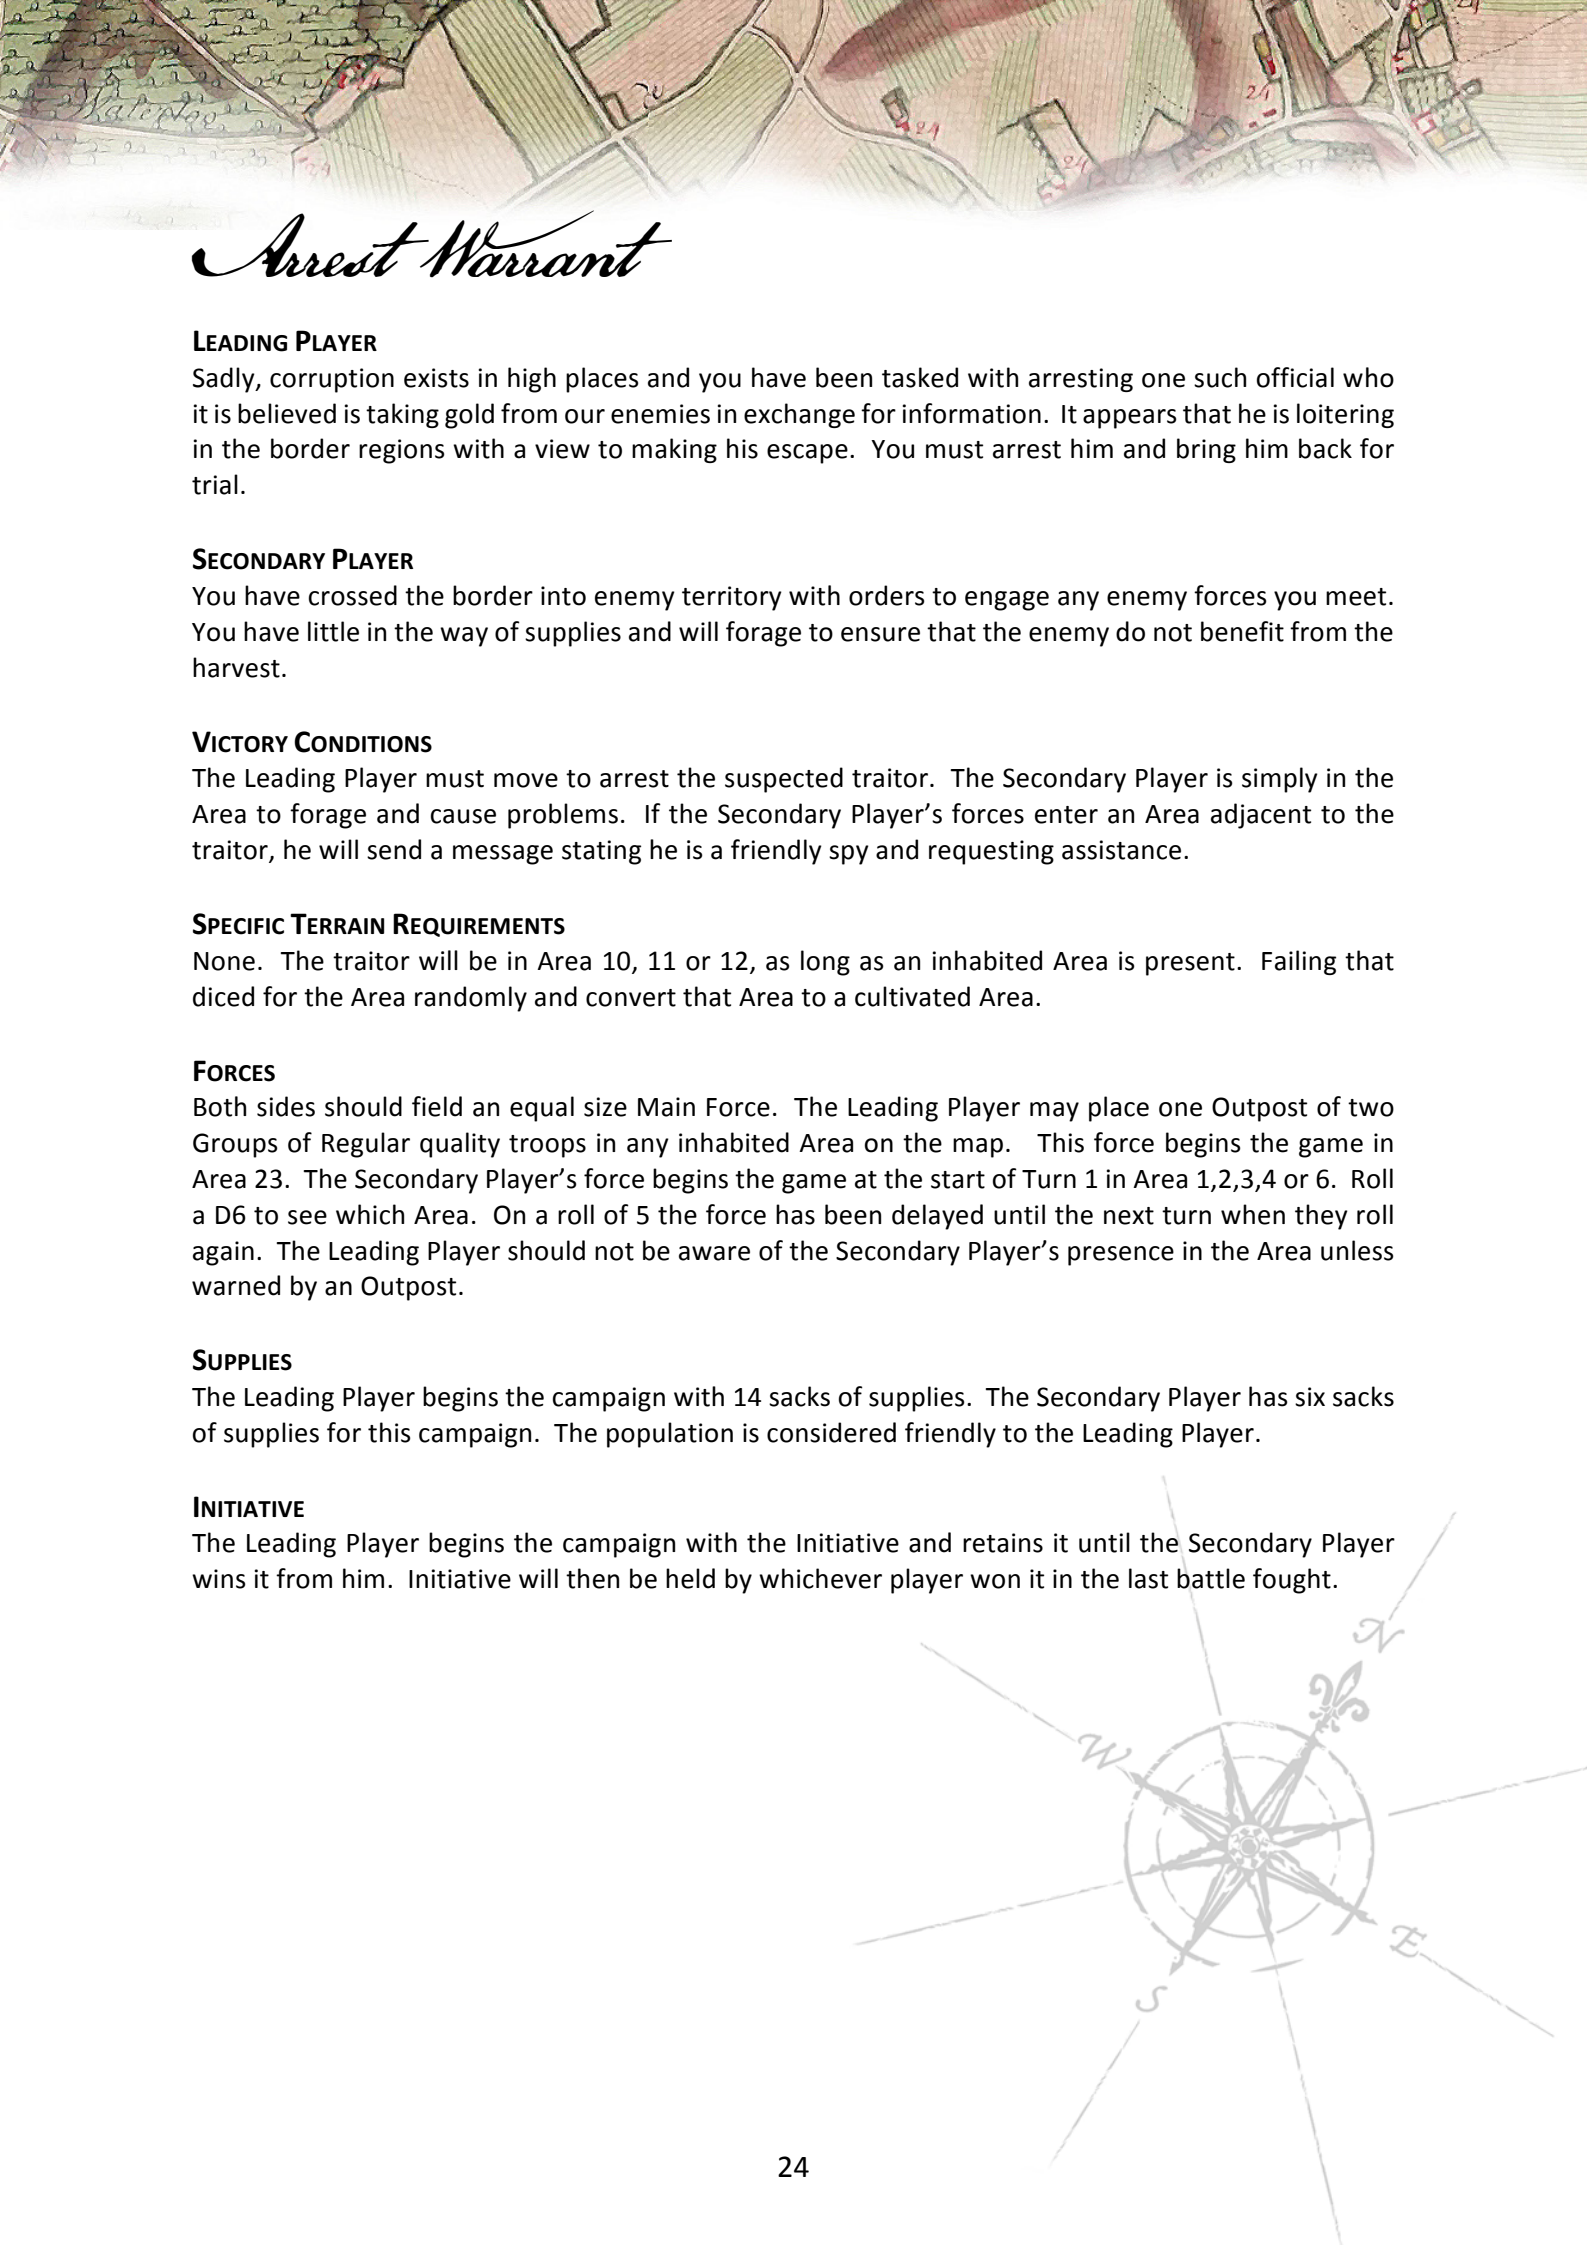 Waterloo
24
24
24
24
Arrest Warrant
LEADING PLAYER
Sadly, corruption exists in high places and you have been tasked with arresting one such official who
it is believed is taking gold from our enemies in exchange for information. It appears that he is loitering
in the border regions with a view to making his escape. You must arrest him and bring him back for
trial.
SECONDARY PLAYER
You have crossed the border into enemy territory with orders to engage any enemy forces you meet.
You have little in the way of supplies and will forage to ensure that the enemy do not benefit from the
harvest.
VICTORY CONDITIONS
The Leading Player must move to arrest the suspected traitor. The Secondary Player is simply in the
Area to forage and cause problems. If the Secondary Player’s forces enter an Area adjacent to the
traitor, he will send a message stating he is a friendly spy and requesting assistance.
SPECIFIC TERRAIN REQUIREMENTS
None. The traitor will be in Area 10, 11 or 12, as long as an inhabited Area is present. Failing that
diced for the Area randomly and convert that Area to a cultivated Area.
FORCES
Both sides should field an equal size Main Force. The Leading Player may place one Outpost of two
Groups of Regular quality troops in any inhabited Area on the map. This force begins the game in
Area 23. The Secondary Player’s force begins the game at the start of Turn 1 in Area 1,2,3,4 or 6. Roll
a D6 to see which Area. On a roll of 5 the force has been delayed until the next turn when they roll
again. The Leading Player should not be aware of the Secondary Player’s presence in the Area unless
warned by an Outpost.
SUPPLIES
The Leading Player begins the campaign with 14 sacks of supplies. The Secondary Player has six sacks
of supplies for this campaign. The population is considered friendly to the Leading Player.
INITIATIVE
The Leading Player begins the campaign with the Initiative and retains it until the Secondary Player
wins it from him. Initiative will then be held by whichever player won it in the last battle fought.
N
W
E
S
24